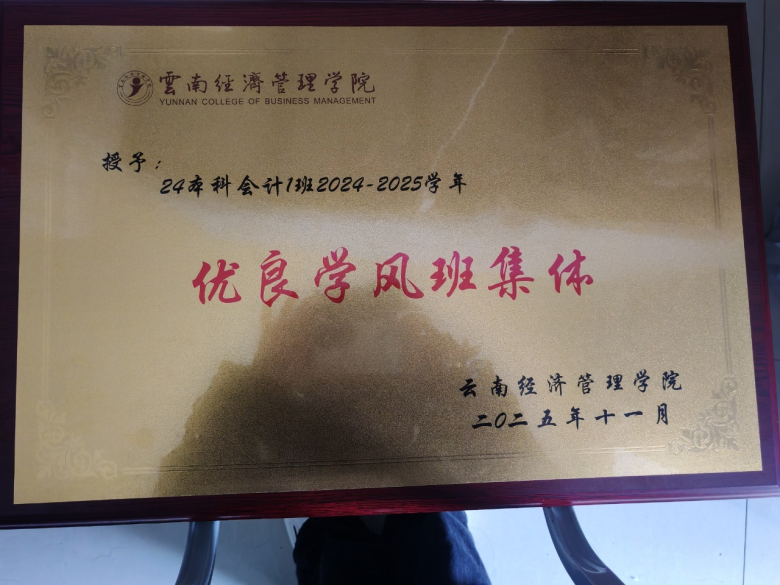 雲南經濟管理学院
YUNNAN COLLEGE OF BUSINESS MANAGEMENT
授予：
24本科会计1班2024-2025学年
优良学风班集体
云南经济管理学院
二0二五年十一月